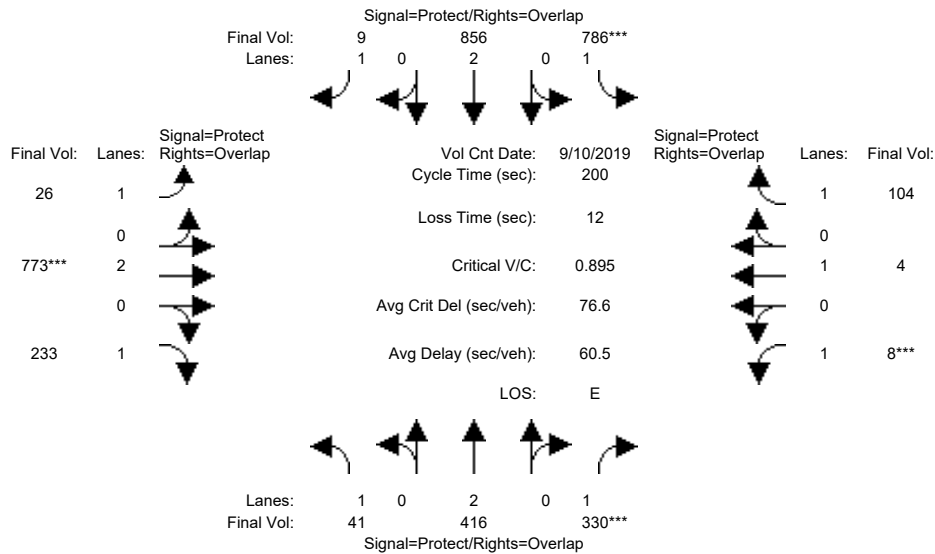 Signal=Protect/Rights=Overlap
Final Vol: 9 856 786***
Lanes: 1 0 2 0 1
Signal=Protect
Final Vol: Lanes: Rights=Overlap
Vol Cnt Date: 9/10/2019
Signal=Protect
Rights=Overlap Lanes: Final Vol:
Cycle Time (sec): 200
26 1
1 104
Loss Time (sec): 12
0
0
773*** 2
Critical V/C: 0.895
1 4
0
Avg Crit Del (sec/veh): 76.6
0
233 1
Avg Delay (sec/veh): 60.5
1 8***
LOS: E
Lanes: 1 0 2 0 1
Final Vol: 41 416 330***
Signal=Protect/Rights=Overlap